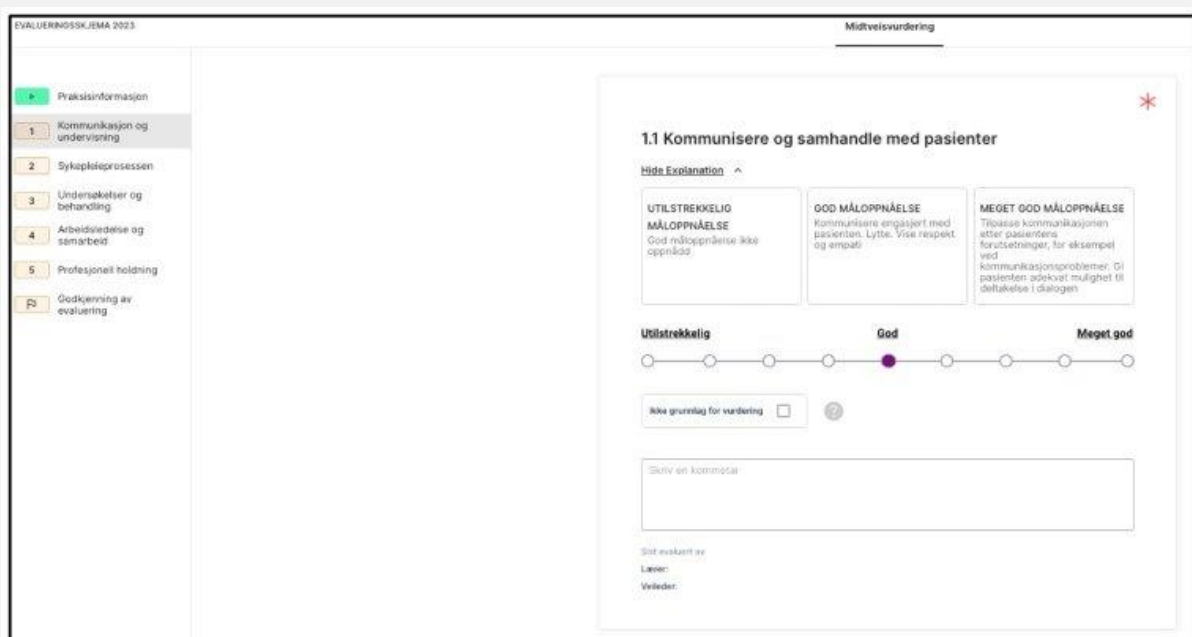 EVALUERINGSSKJEMA 2023
Midtveisvurdering
Praksisinformasjon
1 Kommunikasjon og
undervisning
2 Sykepleieprosessen
3 Undersøkelser og
behandling
4 Arbeidsledelse og
samarbeid
5 Profesjonell holdning
Godkjenning av
evaluering
1.1 Kommunisere og samhandle med pasienter
Hide Explanation
UTILSTREKKELIG
MÅLOPPNÅELSE
God måloppnåelse ikke
oppnådd
GOD MÅLOPPNÅELSE
Kommunisere engasjert med
pasienten. Lytte. Vise respekt
og empati
MEGET GOD MÅLOPPNÅELSE
Tilpasse kommunikasjonen
etter pasientens
forutsetninger, for eksempel
ved
kommunikasjonsproblemer. Gi
pasienten adekvat mulighet til
deltakelse i dialogen
Utilstrekkelig God Meget god
Ikke grunnlag for vurdering ?
Skriv en kommetar
Sist evaluert av
Lærer:
Veileder: